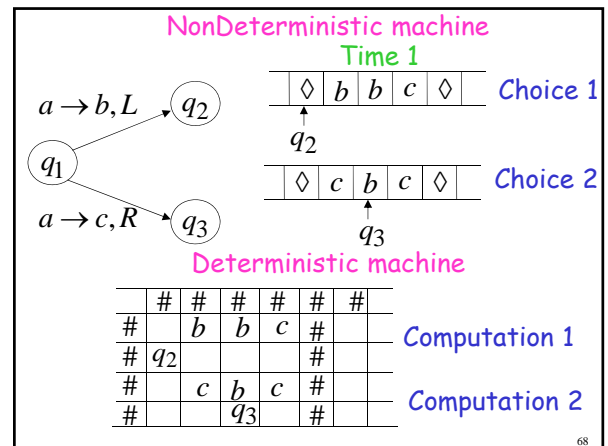 NonDeterministic machine
Time 1
a → b, L
q2
◊ b b c ◊
Choice 1
q2
q1
◊ c b c ◊
Choice 2
a → c, R
q3
q3
Deterministic machine
# # # # # #
# b b c #
Computation 1
# q2 #
# c b c #
Computation 2
# q3 #
68